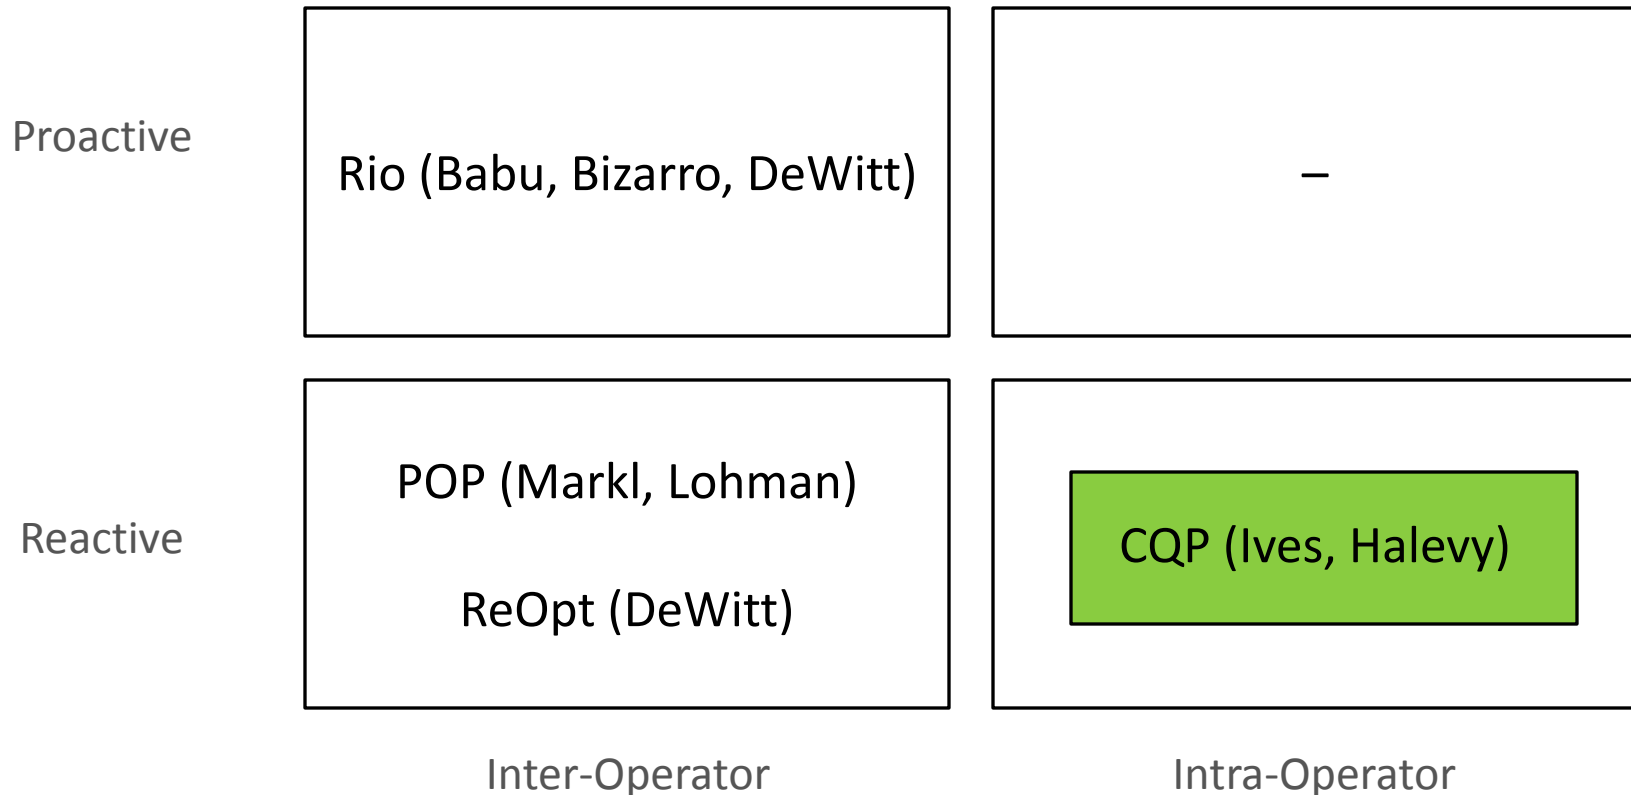 Proactive
Rio (Babu, Bizarro, DeWitt)
–
Reactive
POP (Markl, Lohman)
ReOpt (DeWitt)
CQP (Ives, Halevy)
Inter-Operator
Intra-Operator